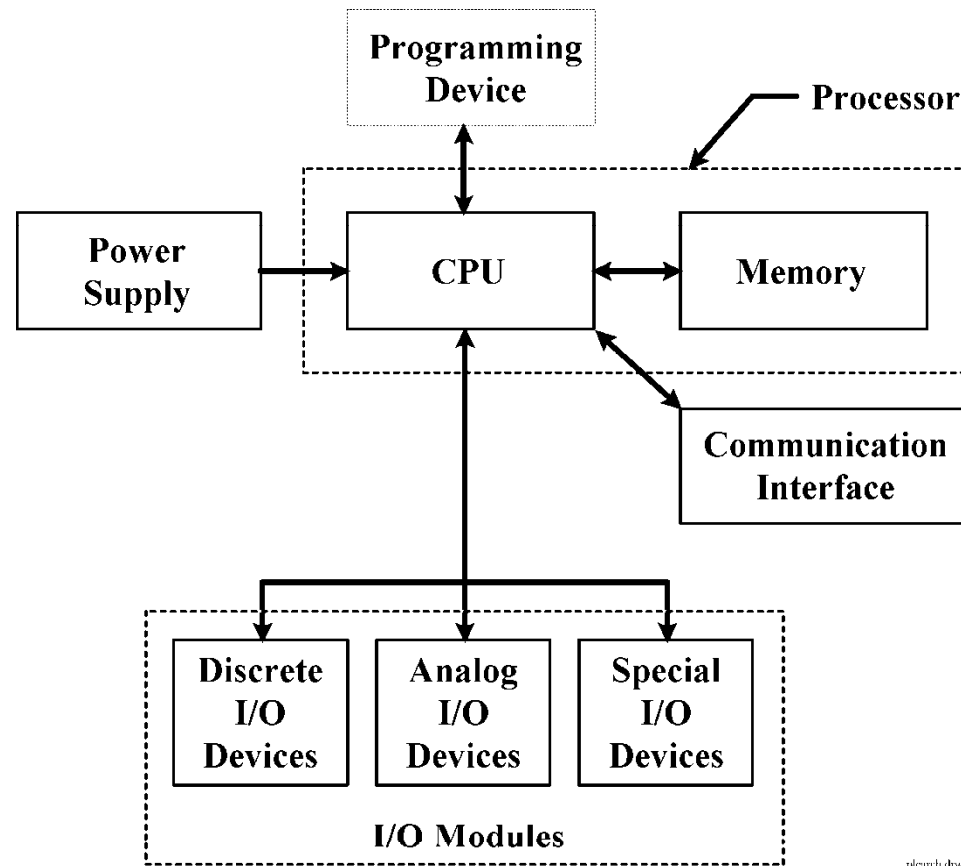 Programming
Device
Processor
Power
Supply
CPU
Memory
Communication
Interface
Discrete
I/O
Devices
Analog
I/O
Devices
Special
I/O
Devices
I/O Modules